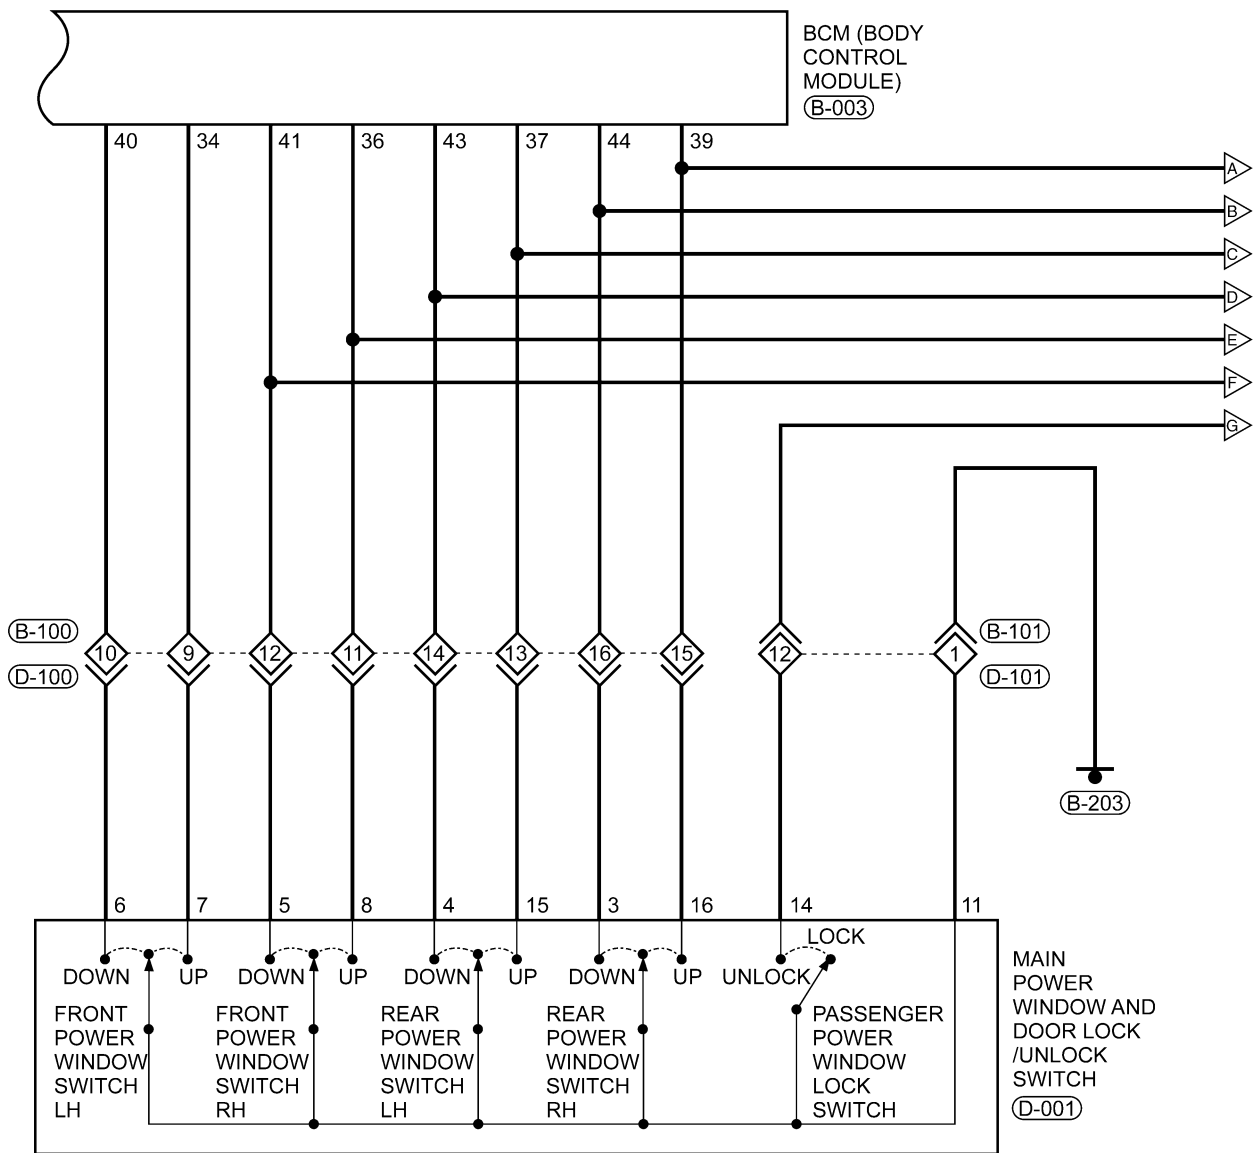 BCM (BODY
CONTROL
MODULE)
B-003
40 34 41 36 43 37 44 39
A
B
C
D
E
F
G
B-100
B-101
10 9 12 11 14 13 16 15 12 1
D-100
D-101
B-203
6 7 5 8 4 15 3 16 14 11
LOCK
DOWN UP DOWN UP DOWN UP DOWN UP UNLOCK
FRONT
POWER
WINDOW
SWITCH
LH
FRONT
POWER
WINDOW
SWITCH
RH
REAR
POWER
WINDOW
SWITCH
LH
REAR
POWER
WINDOW
SWITCH
RH
PASSENGER
POWER
WINDOW
LOCK
SWITCH
MAIN
POWER
WINDOW AND
DOOR LOCK
/UNLOCK
SWITCH
D-001